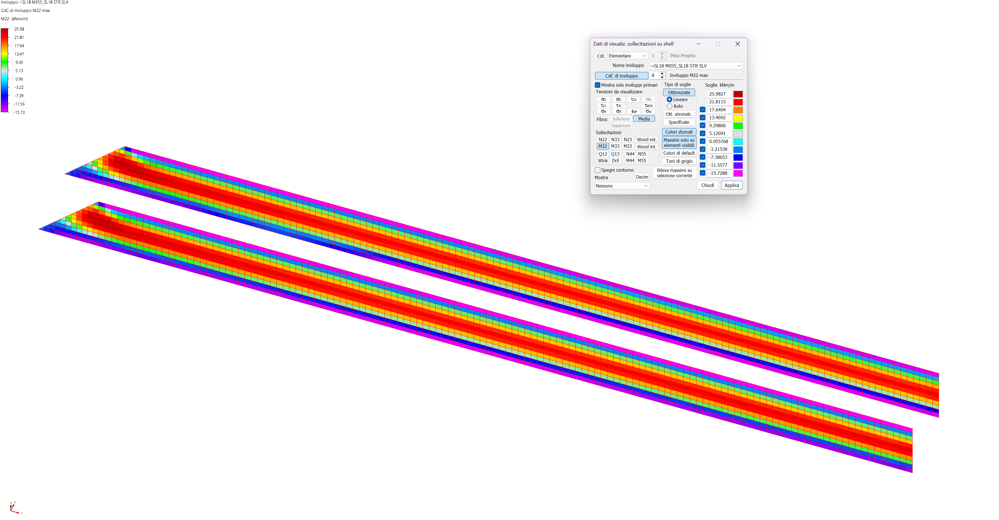 Inviluppo ~SL18 M055_SL18 STR SLV
CdC di Inviluppo M22 max
M22 (kNm/m)
25.98
21.81
17.64
13.47
9.30
5.13
0.96
-3.22
-7.39
-11.56
-15.73
Dati di visualiz. sollecitazioni su shell
CdC Elementare 1 Peso Proprio
Nome inviluppo ~SL18 M055_SL18 STR SLV
CdC di inviluppo 8 Inviluppo M22 max
Mostra solo inviluppi primari
Tensioni da visualizzare
σ2 σ3 τ23 σM
τ21 τ31 τM23
σ4 σ5 εdP σid
Fibra: Inferiore Media
Superiore
Sollecitazioni
N22 N33 N23 Wood est.
M22 M33 M23 Wood int.
Q12 Q13 N44 N55
Wink Dril M44 M55
Spegni contorno
Mostra Decim
Nessuno
Tipo di soglie
Ottimizzate
Lineare
Auto
Ott. simmetr.
Specificate
Colori sfumati
Massimi solo su
elementi visibili
Colori di default
Toni di grigio
Rileva massimi su
selezione corrente
Soglie kNm/m
25.9827
21.8115
17.6404
13.4692
9.29806
5.12691
0.955768
-3.21538
-7.38653
-11.5577
-15.7288
Chiudi Applica
z
y
x